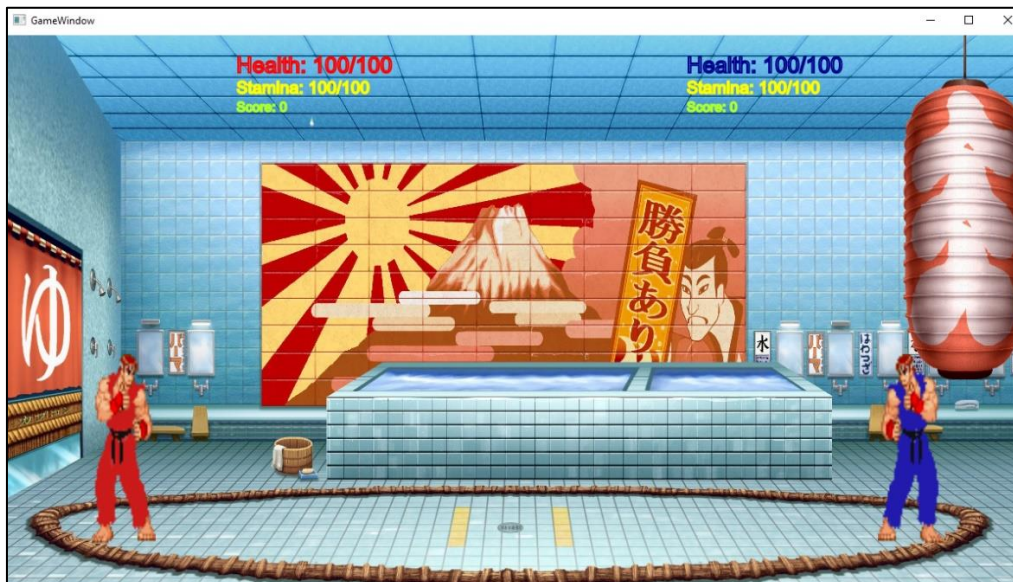 GameWindow
Health: 100/100
Stamina: 100/100
Score: 0
Health: 100/100
Stamina: 100/100
Score: 0
勝負あり
ゆ
水